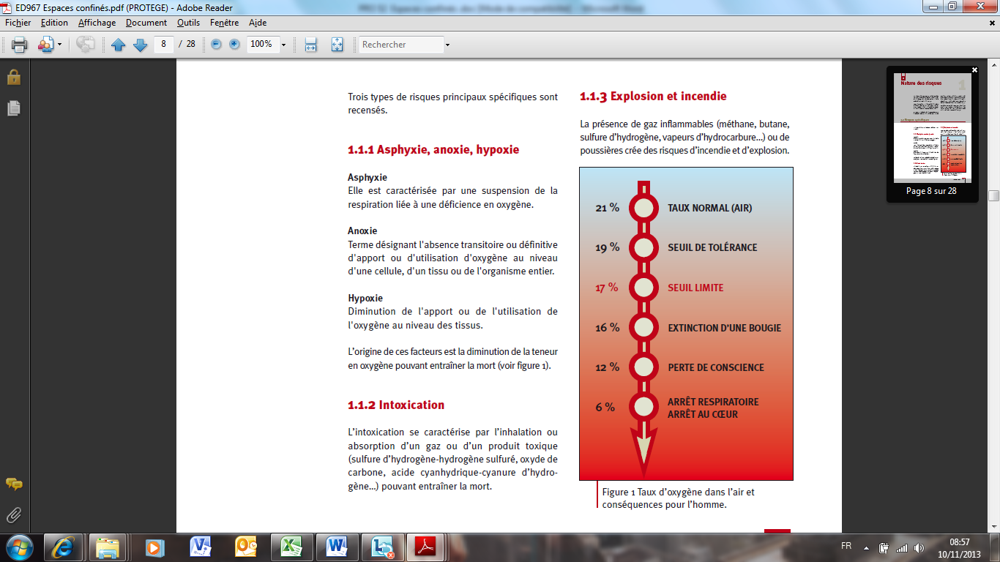 ED967 Espaces confinés.pdf (PROTEGE) - Adobe Reader
Fichier Edition Affichage Document Outils Fenêtre Aide
8 / 28 100% Rechercher
Trois types de risques principaux spécifiques sont
recensés.
1.1.1 Asphyxie, anoxie, hypoxie
Asphyxie
Elle est caractérisée par une suspension de la
respiration liée à une déficience en oxygène.
Anoxie
Terme désignant l'absence transitoire ou définitive
d'apport ou d'utilisation d'oxygène au niveau
d'une cellule, d'un tissu ou de l'organisme entier.
Hypoxie
Diminution de l'apport ou de l'utilisation de
l'oxygène au niveau des tissus.
L'origine de ces facteurs est la diminution de la teneur
en oxygène pouvant entraîner la mort (voir figure 1).
1.1.2 Intoxication
L'intoxication se caractérise par l'inhalation ou
absorption d'un gaz ou d'un produit toxique
(sulfure d'hydrogène-hydrogène sulfuré, oxyde de
carbone, acide cyanhydrique-cyanure d'hydro-
gène...) pouvant entraîner la mort.
1.1.3 Explosion et incendie
La présence de gaz inflammables (méthane, butane,
sulfure d'hydrogène, vapeurs d'hydrocarbure...) ou de
poussières crée des risques d'incendie et d'explosion.
21 % TAUX NORMAL (AIR)
19 % SEUIL DE TOLÉRANCE
17 % SEUIL LIMITE
16 % EXTINCTION D'UNE BOUGIE
12 % PERTE DE CONSCIENCE
6 % ARRÊT RESPIRATOIRE
ARRÊT AU CŒUR
Figure 1 Taux d'oxygène dans l'air et
conséquences pour l'homme.
Nature des risques
1
Page 8 sur 28
FR
08:57
10/11/2013